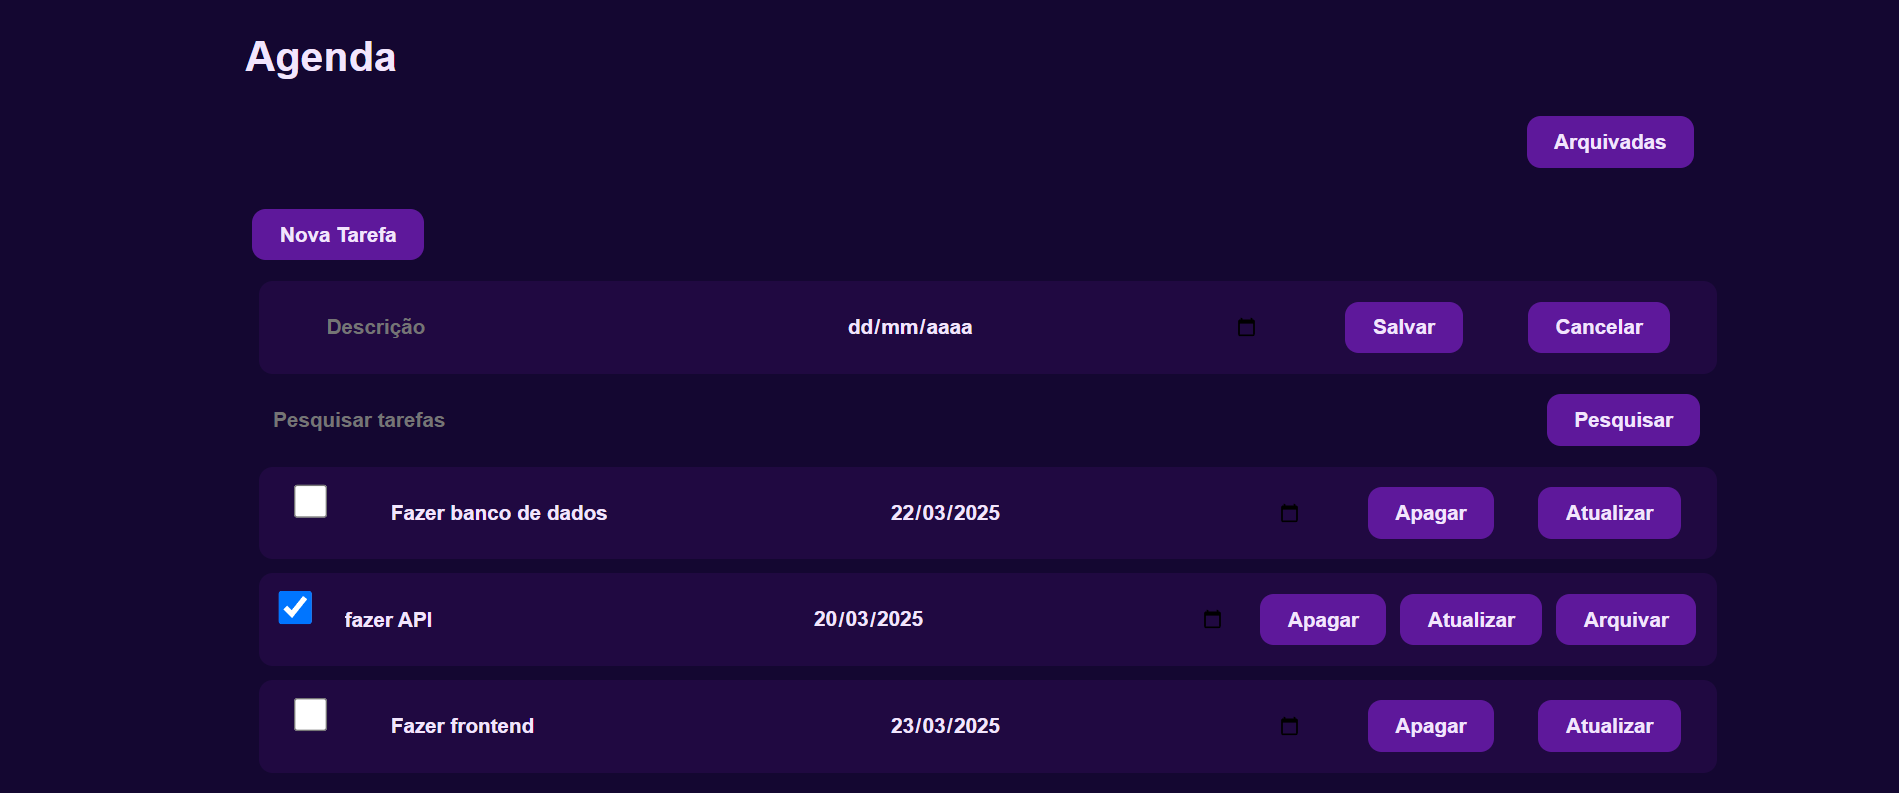 Agenda
Arquivadas
Nova Tarefa
Descrição dd/mm/aaaa Salvar Cancelar
Pesquisar tarefas Pesquisar
Fazer banco de dados 22/03/2025 Apagar Atualizar
fazer API 20/03/2025 Apagar Atualizar Arquivar
Fazer frontend 23/03/2025 Apagar Atualizar